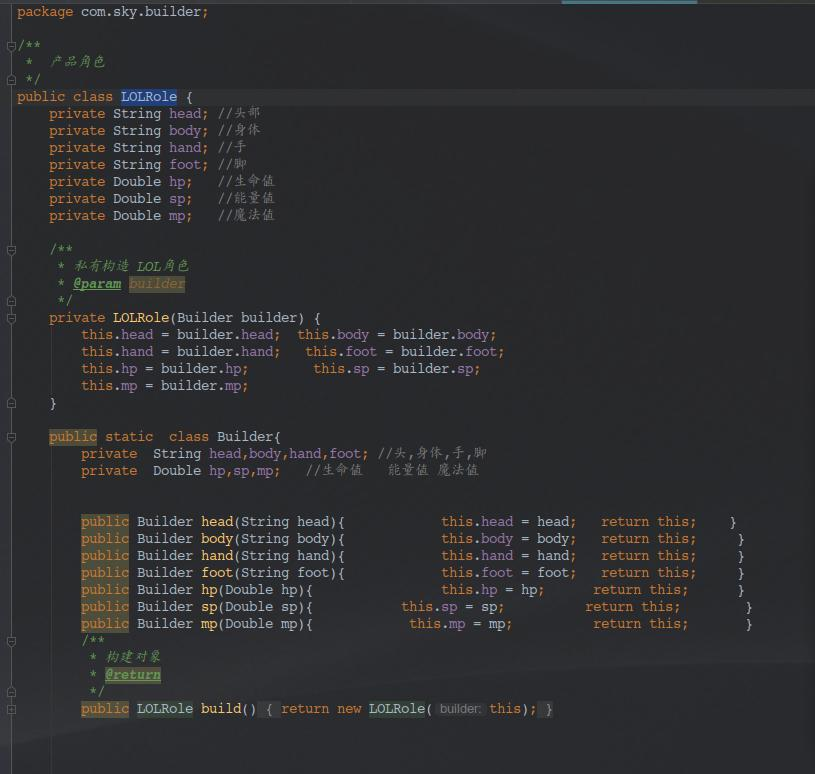 package com.sky.builder;
/**
 *  产品角色
 */
public class LOLRole {
    private String head; //头部
    private String body; //身体
    private String hand; //手
    private String foot; //脚
    private Double hp;   //生命值
    private Double sp;   //能量值
    private Double mp;   //魔法值
    /**
     * 私有构造 LOL角色
     * @param builder
     */
    private LOLRole(Builder builder) {
        this.head = builder.head;  this.body = builder.body;
        this.hand = builder.hand;   this.foot = builder.foot;
        this.hp = builder.hp;        this.sp = builder.sp;
        this.mp = builder.mp;
    }
    public static  class Builder{
        private  String head,body,hand,foot; //头,身体,手,脚
        private  Double hp,sp,mp;   //生命值   能量值 魔法值
        public Builder head(String head){            this.head = head;   return this;    }
        public Builder body(String body){            this.body = body;   return this;     }
        public Builder hand(String hand){            this.hand = hand;   return this;     }
        public Builder foot(String foot){            this.foot = foot;   return this;     }
        public Builder hp(Double hp){                this.hp = hp;      return this;      }
        public Builder sp(Double sp){           this.sp = sp;          return this;        }
        public Builder mp(Double mp){            this.mp = mp;          return this;       }
        /**
         * 构建对象
         * @return
         */
        public LOLRole build() { return new LOLRole( builder: this); }